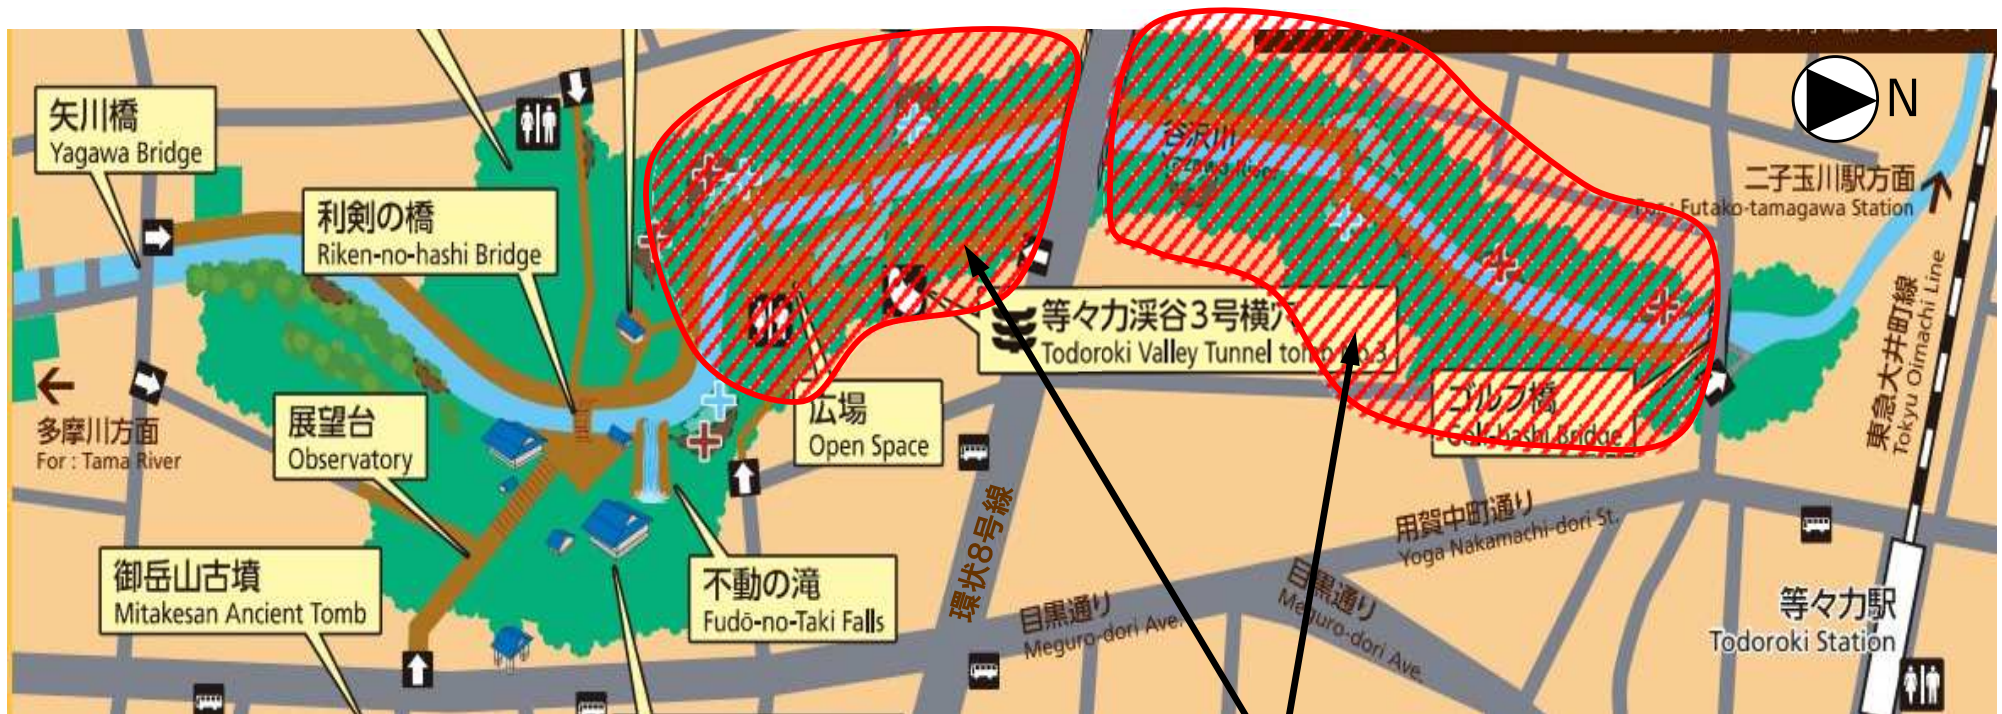 矢川橋
Yagawa Bridge
利剣の橋
Riken-no-hashi Bridge
谷沢川
Yazawa River
N
二子玉川駅方面
For : Futako-tamagawa Station
等々力渓谷3号横穴
Todoroki Valley Tunnel tomb No.3
東急大井町線
Tokyu Oimachi Line
多摩川方面
For : Tama River
展望台
Observatory
広場
Open Space
ゴルフ橋
Golf-hashi Bridge
環状8号線
用賀中町通り
Yoga Nakamachi-dori St.
御岳山古墳
Mitakesan Ancient Tomb
不動の滝
Fudō-no-Taki Falls
目黒通り
Meguro-dori Ave.
目黒通り
Meguro-dori Ave.
等々力駅
Todoroki Station